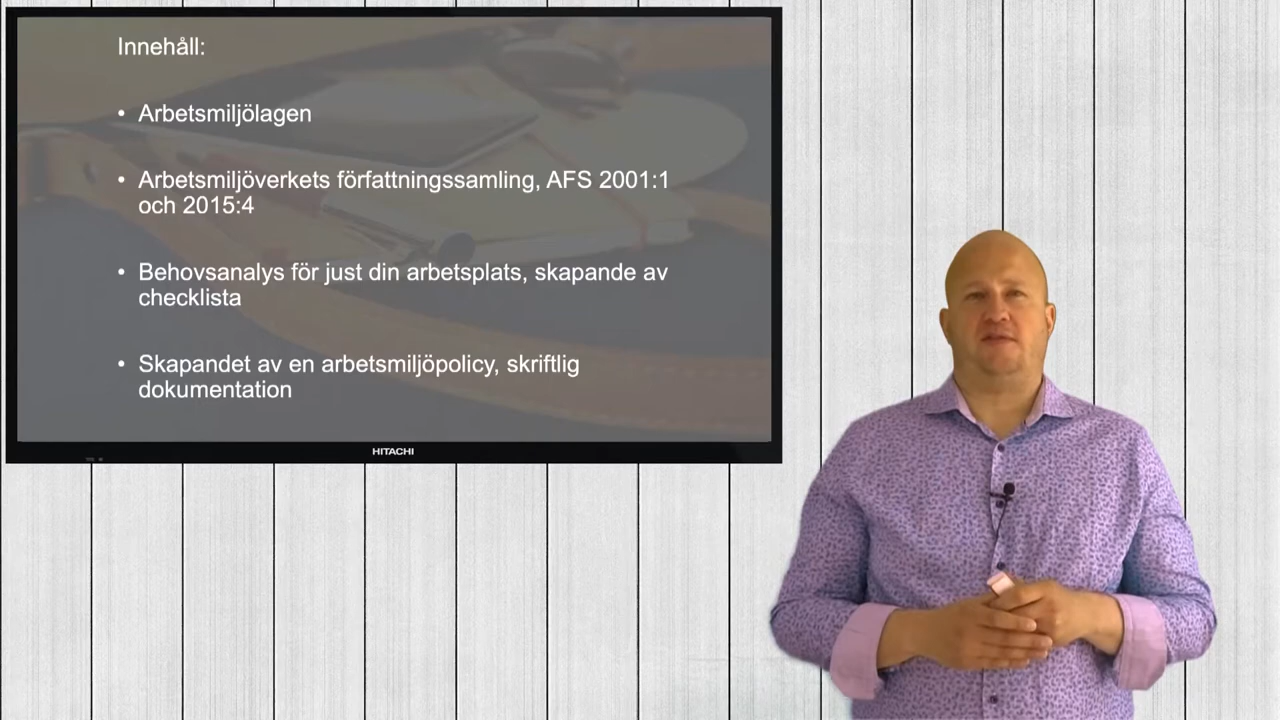 Innehåll:
• Arbetsmiljölagen
• Arbetsmiljöverkets författningssamling, AFS 2001:1
och 2015:4
• Behovsanalys för just din arbetsplats, skapande av
checklista
• Skapandet av en arbetsmiljöpolicy, skriftlig
dokumentation
HITACHI